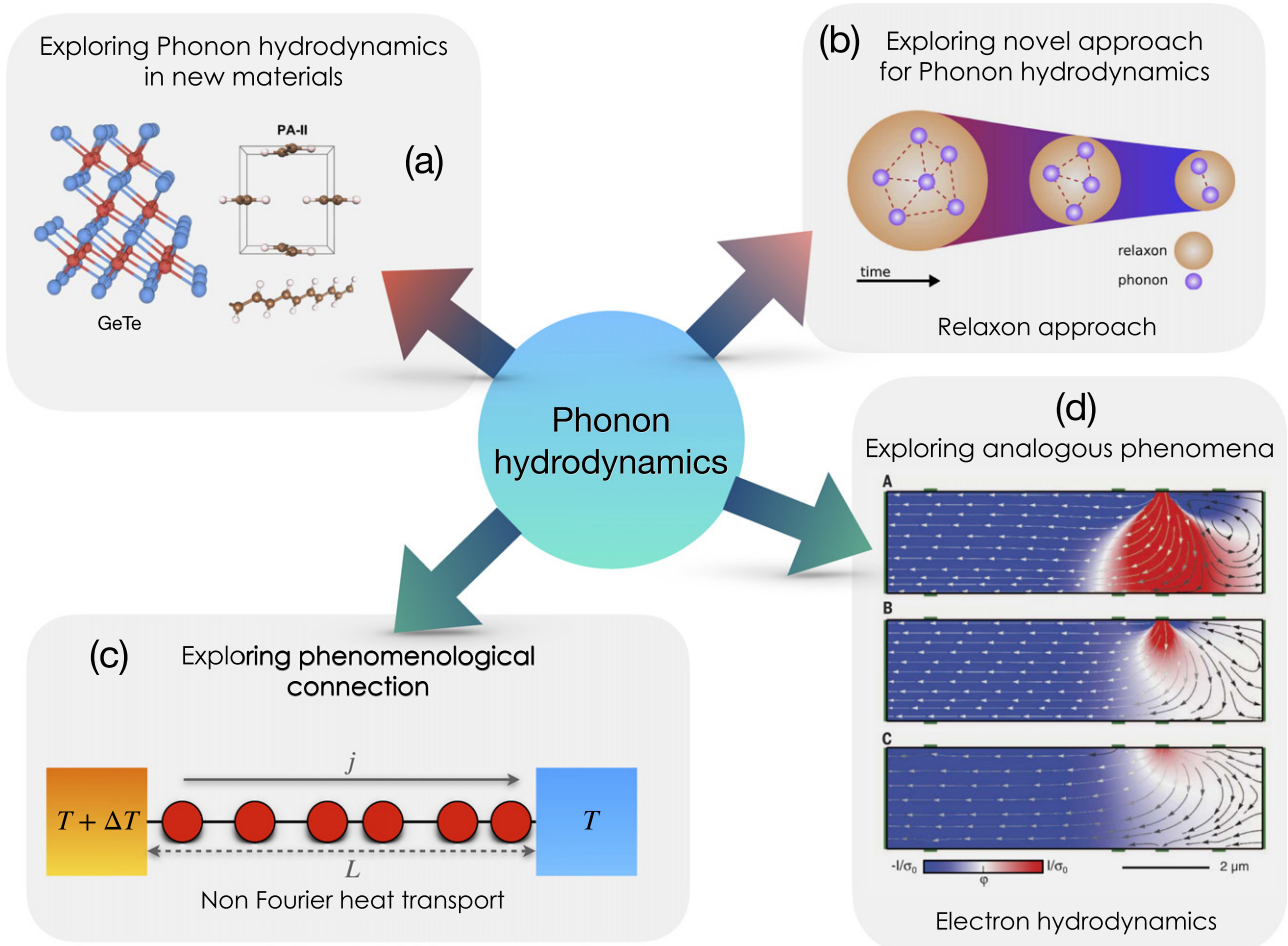 Exploring Phonon hydrodynamics
in new materials
PA-II
(a)
GeTe
(b)
Exploring novel approach
for Phonon hydrodynamics
relaxon
phonon
time
Relaxon approach
Phonon
hydrodynamics
(c)
Exploring phenomenological
connection
j
T + ΔT
T
L
Non Fourier heat transport
(d)
Exploring analogous phenomena
A
B
C
-I/σ₀
I/σ₀
φ
2 μm
Electron hydrodynamics